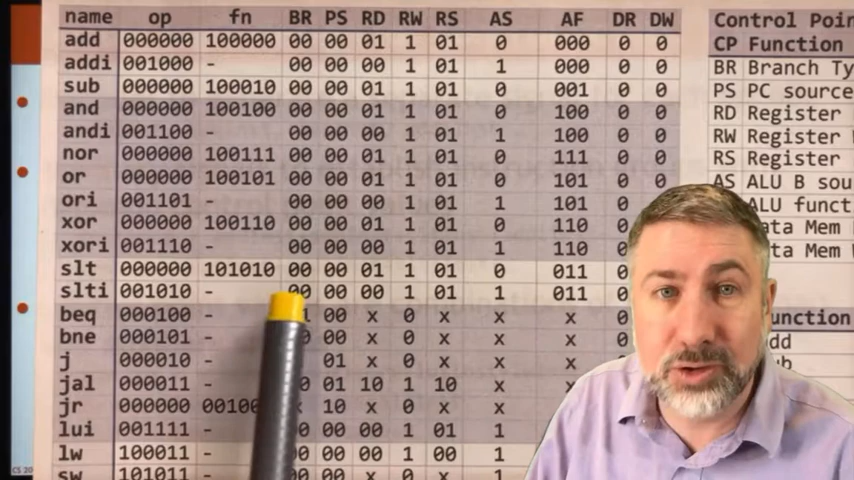 name op fn BR PS RD RW RS AS AF DR DW
add 000000 100000 00 00 01 1 01 0 000 0 0
addi 001000 - 00 00 00 1 01 1 000 0 0
sub 000000 100010 00 00 01 1 01 0 001 0 0
and 000000 100100 00 00 01 1 01 0 100 0 0
andi 001100 - 00 00 00 1 01 1 100 0 0
nor 000000 100111 00 00 01 1 01 0 111 0 0
or 000000 100101 00 00 01 1 01 0 101 0 0
ori 001101 - 00 00 00 1 01 1 101 0 0
xor 000000 100110 00 00 01 1 01 0 110 0 0
xori 001110 - 00 00 00 1 01 1 110 0 0
slt 000000 101010 00 00 01 1 01 0 011 0 0
slti 001010 - 00 00 00 1 01 1 011 0
beq 000100 - 00 x 0 x x x 0
bne 000101 - 00 x 0 x x x 0
j 000010 - 01 x 0 x x x 0
jal 000011 - 01 10 1 10 x x
jr 000000 x 10 x 0 x x
lui 001111 - 00 00 00 1 01 1
lw 100011 - 00 00 1 00 1
sw 101011 - 00 00 x 0 x 1
Control
CP Function
BR Branch
PS PC source
RD Register
RW Register
RS Register
AS ALU B
ALU
Mem
Mem
CS 20